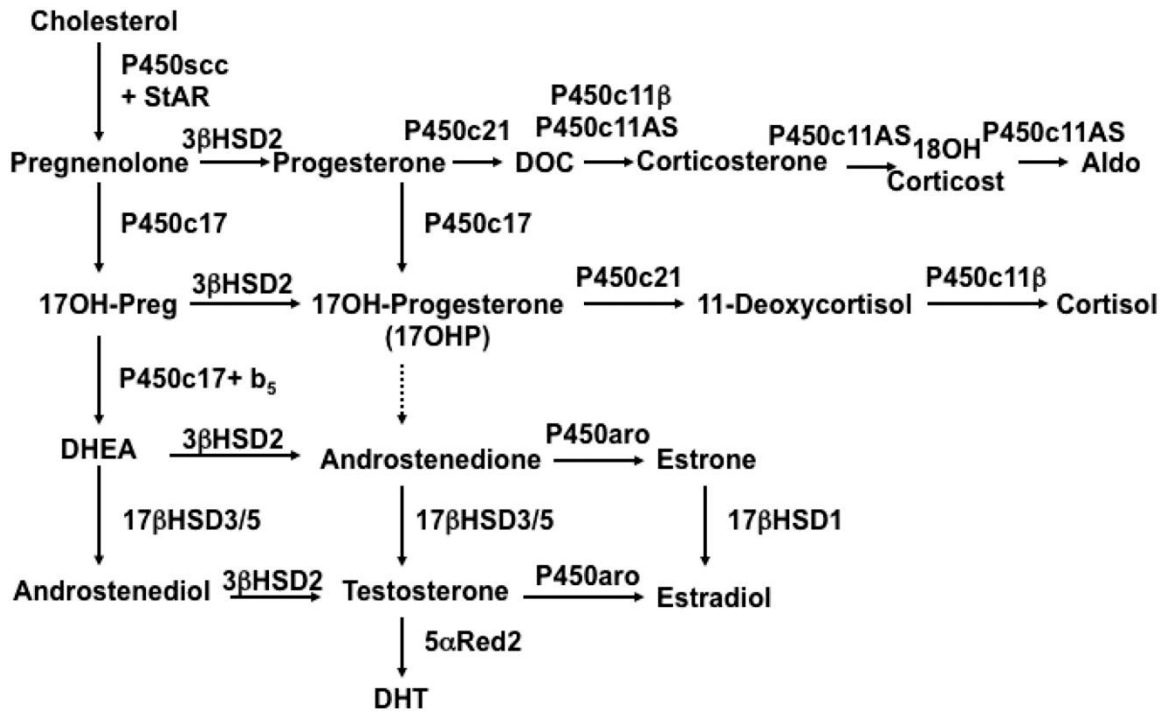 Cholesterol
P450scc
+ StAR
P450c11β
3βHSD2 P450c21 P450c11AS P450c11AS P450c11AS
Pregnenolone Progesterone DOC Corticosterone 18OH Aldo
Corticost
P450c17 P450c17
3βHSD2 P450c21 P450c11β
17OH-Preg 17OH-Progesterone 11-Deoxycortisol Cortisol
(17OHP)
P450c17+ b₅
3βHSD2 P450aro
DHEA Androstenedione Estrone
17βHSD3/5 17βHSD3/5 17βHSD1
3βHSD2 P450aro
Androstenediol Testosterone Estradiol
5αRed2
DHT